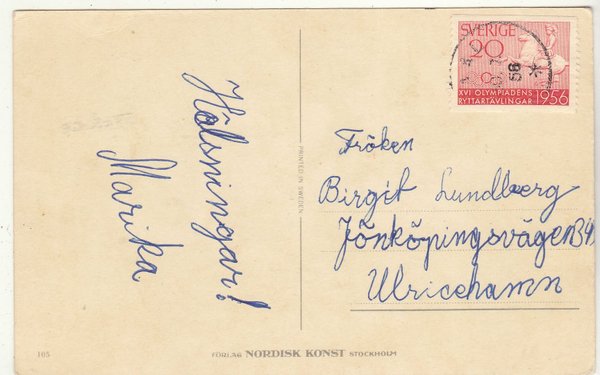 Hälsningar!
Marika
SVERIGE
20
58
XVI OLYMPIADENS
RYTTARTÄVLINGAR 1956
PRINTED IN SWEDEN
Fröken
Birgit Lundberg
Jönköpingsvägen
Ulricehamn
105
FÖRLAG NORDISK KONST STOCKHOLM